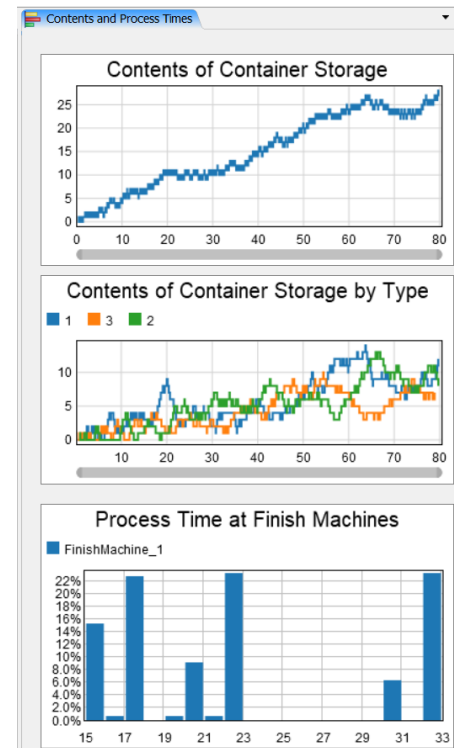 Contents and Process Times
Contents of Container Storage
25
20
15
10
5
0
0 10 20 30 40 50 60 70 80
Contents of Container Storage by Type
1 3 2
10
5
0
10 20 30 40 50 60 70 80
Process Time at Finish Machines
FinishMachine_1
22%
20%
18%
16%
14%
12%
10%
8.0%
6.0%
4.0%
2.0%
0.0%
15 17 19 21 23 25 27 29 31 33